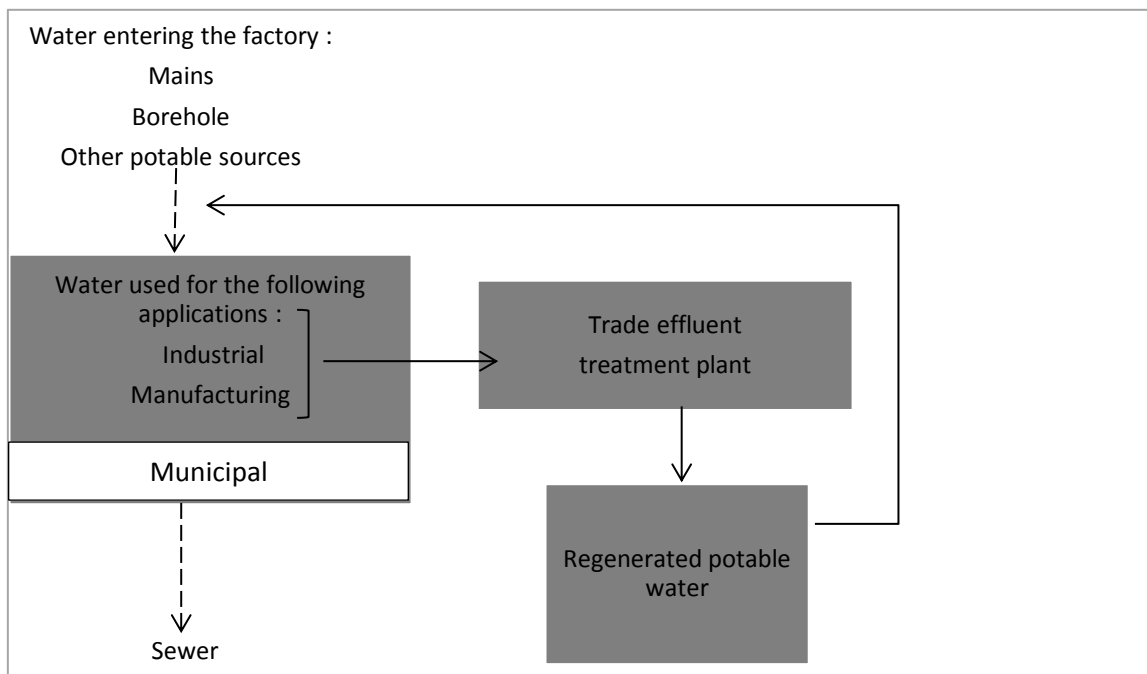 Water entering the factory :
Mains
Borehole
Other potable sources
Water used for the following
applications :
Industrial
Manufacturing
Municipal
Sewer
Trade effluent
treatment plant
Regenerated potable
water